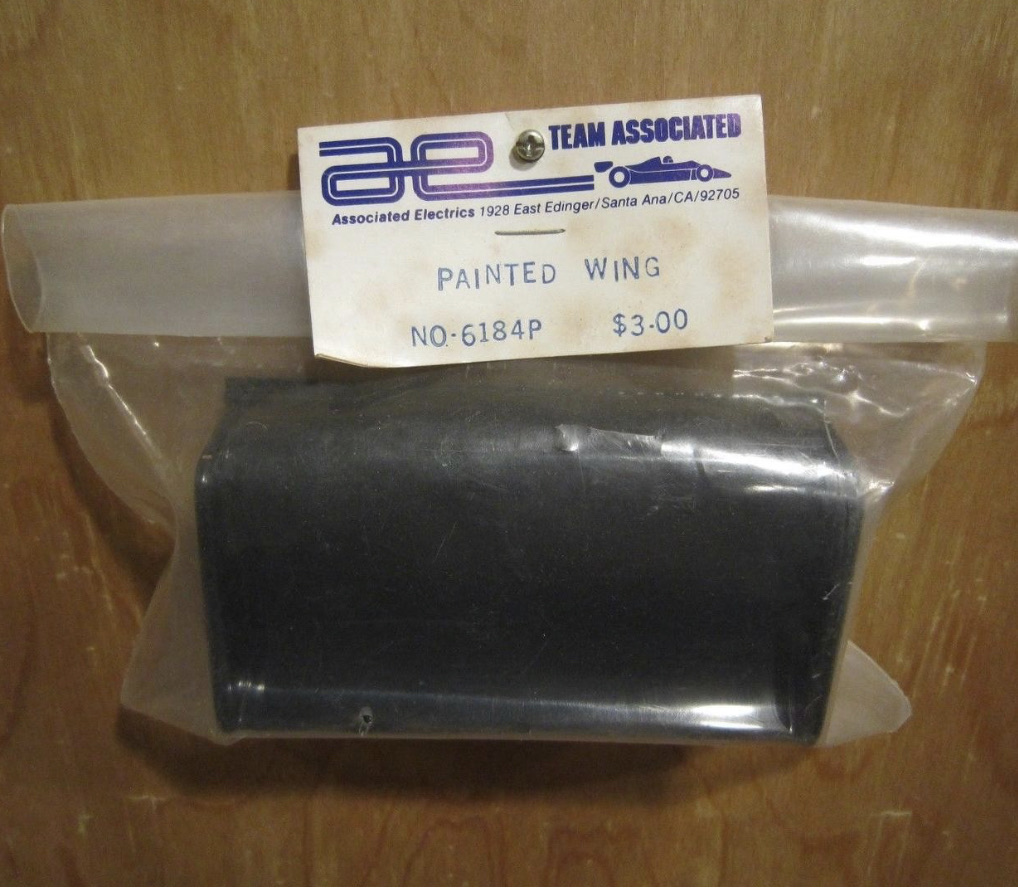 ae TEAM ASSOCIATED
Associated Electrics 1928 East Edinger/Santa Ana/CA/92705
PAINTED WING
NO.-6184P $3.00